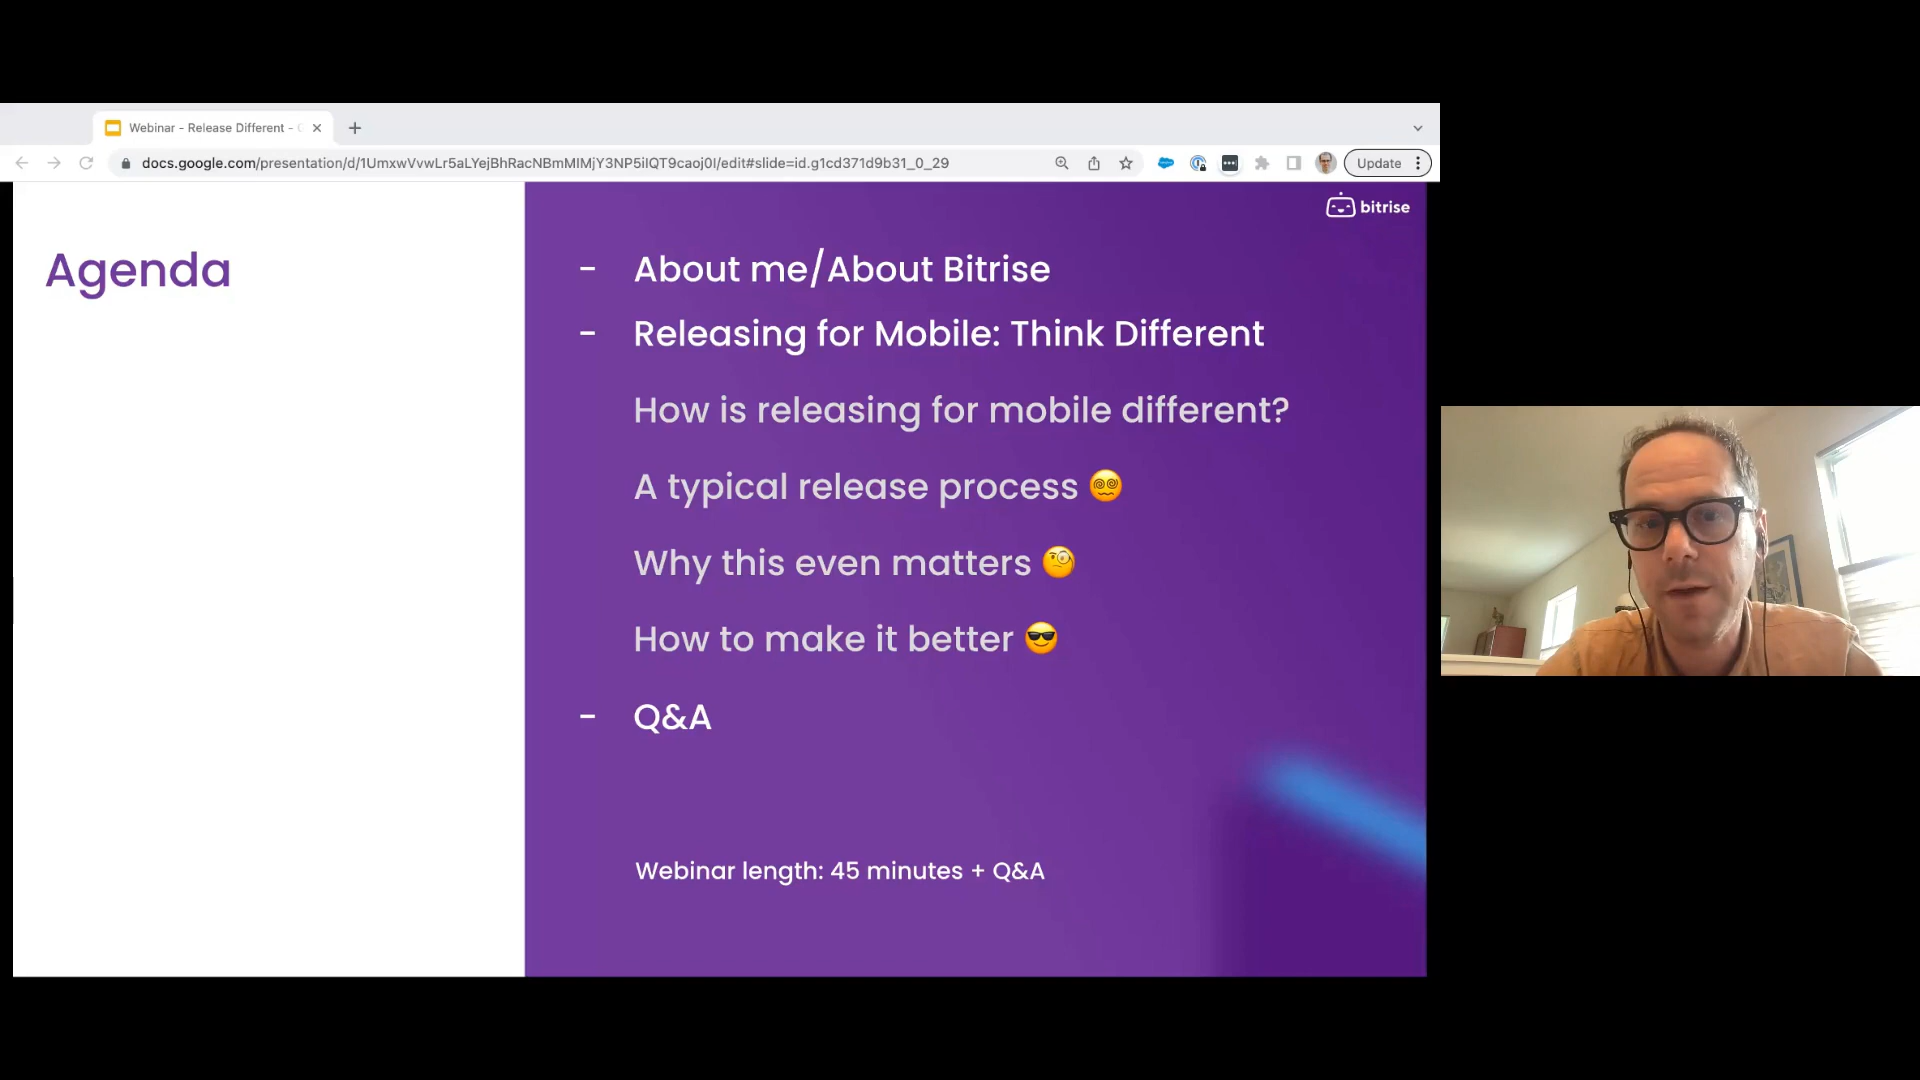 Webinar - Release Different -
docs.google.com/presentation/d/1UmxwVvwLr5aLYejBhRacNBmMIMjY3NP5iIQT9caoj0I/edit#slide=id.g1cd371d9b31_0_29
Update
bitrise
Agenda
- About me/About Bitrise
- Releasing for Mobile: Think Different
How is releasing for mobile different?
A typical release process 😵‍💫
Why this even matters 🧐
How to make it better 😎
- Q&A
Webinar length: 45 minutes + Q&A